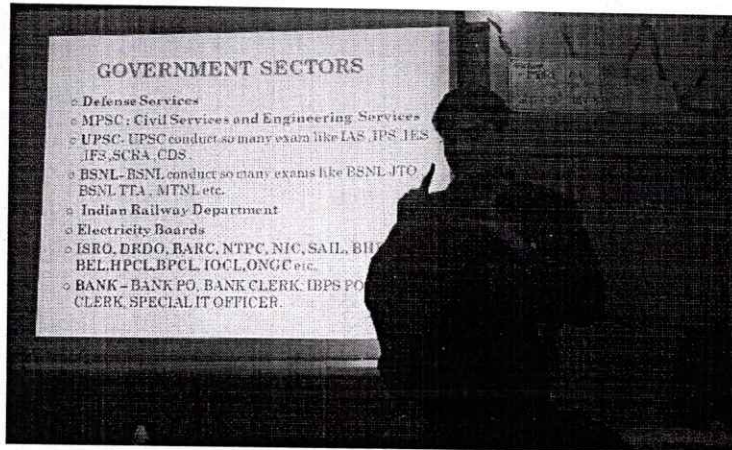 GOVERNMENT SECTORS
Defense Services
MPSC: Civil Services and Engineering Services
UPSC- UPSC conduct so many exam like IAS ,IPS ,IES
,IFS,SCRA,CDS.
BSNL- BSNL conduct so many exams like BSNL JTO
BSNL TTA , MTNL etc.
Indian Railway Department
Electricity Boards
ISRO, DRDO, BARC, NTPC, NIC, SAIL,
BEL,HPCL,BPCL, IOCL,ONGC etc.
BANK – BANK PO, BANK CLERK, IBPS PO
CLERK, SPECIAL IT OFFICER.